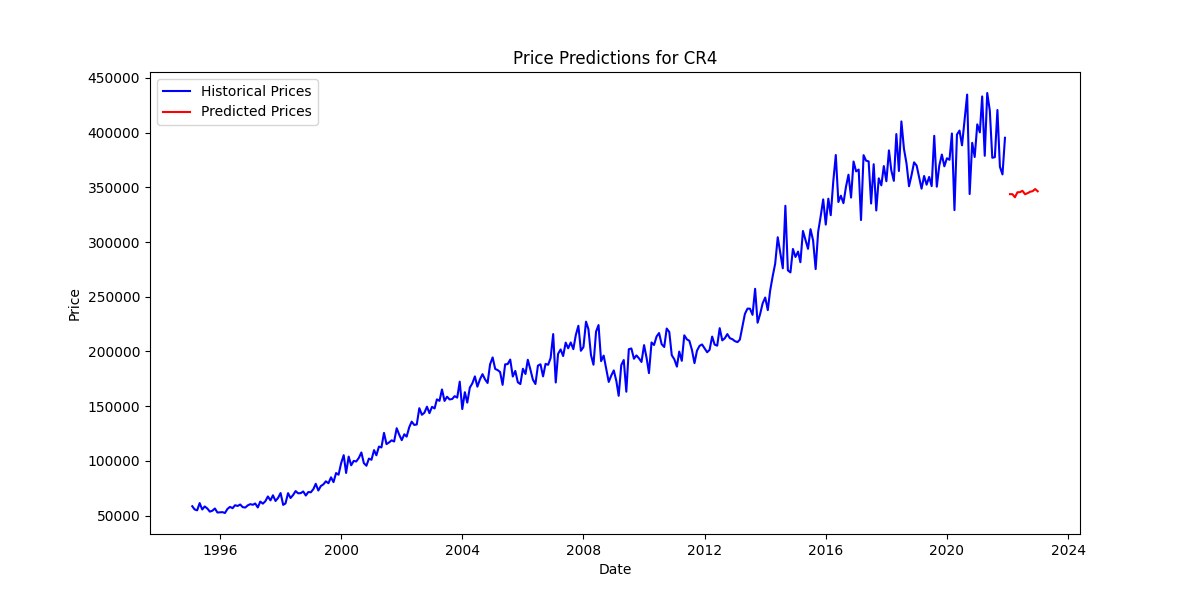 Price Predictions for CR4
Historical Prices
Predicted Prices
450000
400000
350000
300000
250000
200000
150000
100000
50000
Price
1996 2000 2004 2008 2012 2016 2020 2024
Date